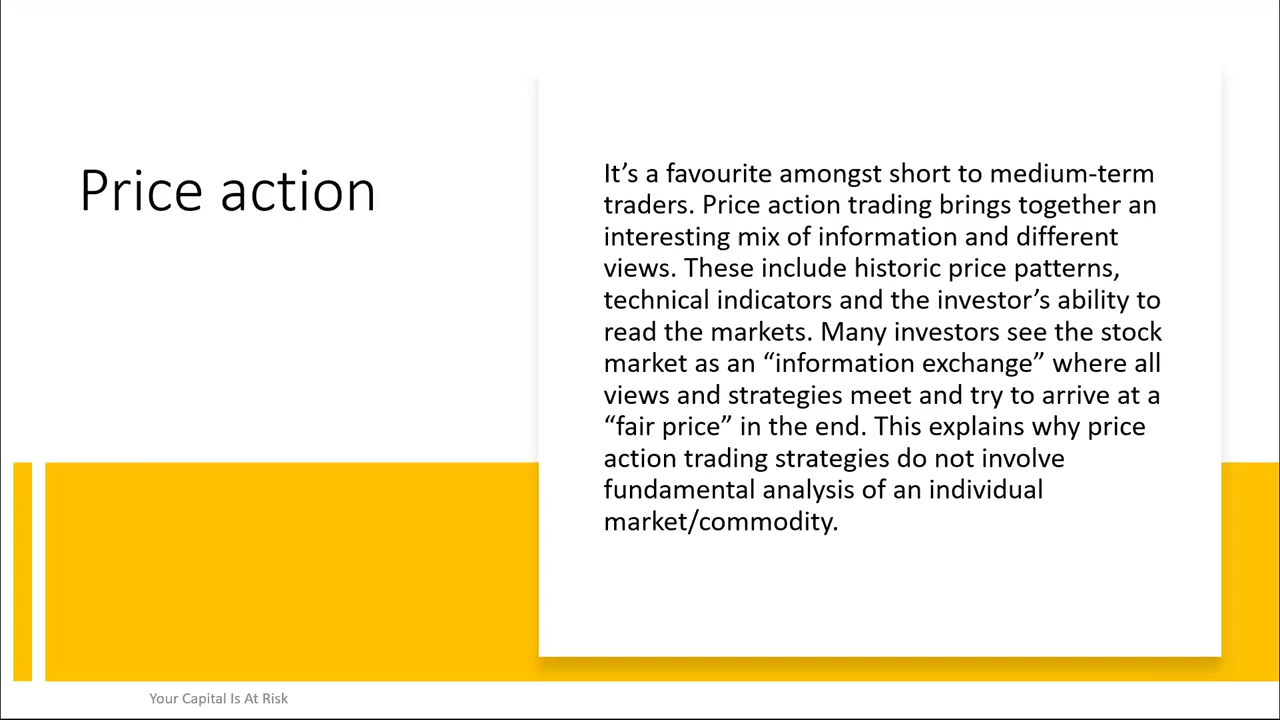 Price action
It’s a favourite amongst short to medium-term
traders. Price action trading brings together an
interesting mix of information and different
views. These include historic price patterns,
technical indicators and the investor’s ability to
read the markets. Many investors see the stock
market as an “information exchange” where all
views and strategies meet and try to arrive at a
“fair price” in the end. This explains why price
action trading strategies do not involve
fundamental analysis of an individual
market/commodity.
Your Capital Is At Risk